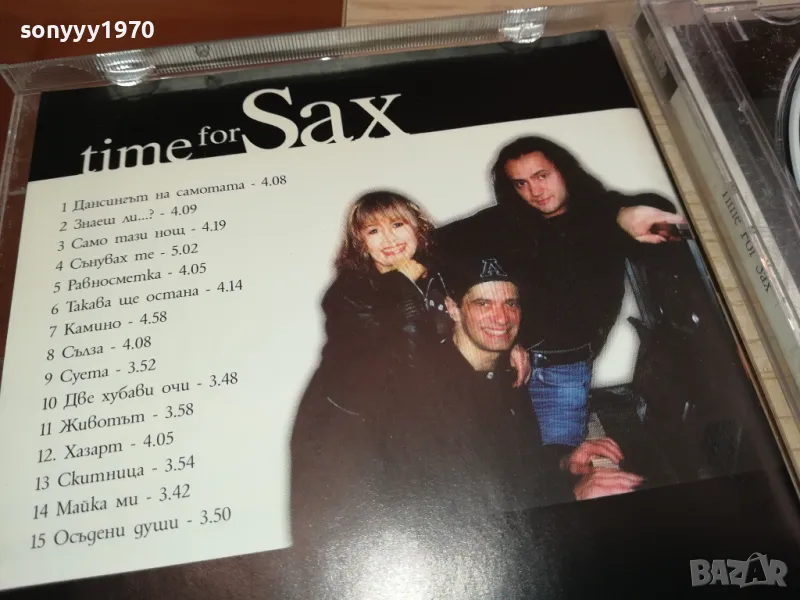 sonyyy1970
time for Sax
1 Дансингът на самотата - 4.08
2 Знаеш ли...? - 4.09
3 Само тази нощ - 4.19
4 Сънувах те - 5.02
5 Равносметка - 4.05
6 Такава ще остана - 4.14
7 Камино - 4.58
8 Сълза - 4.08
9 Суета - 3.52
10 Две хубави очи - 3.48
11 Животът - 3.58
12. Хазарт - 4.05
13 Скитница - 3.54
14 Майка ми - 3.42
15 Осъдени души - 3.50
Time For Sax
BAZAR